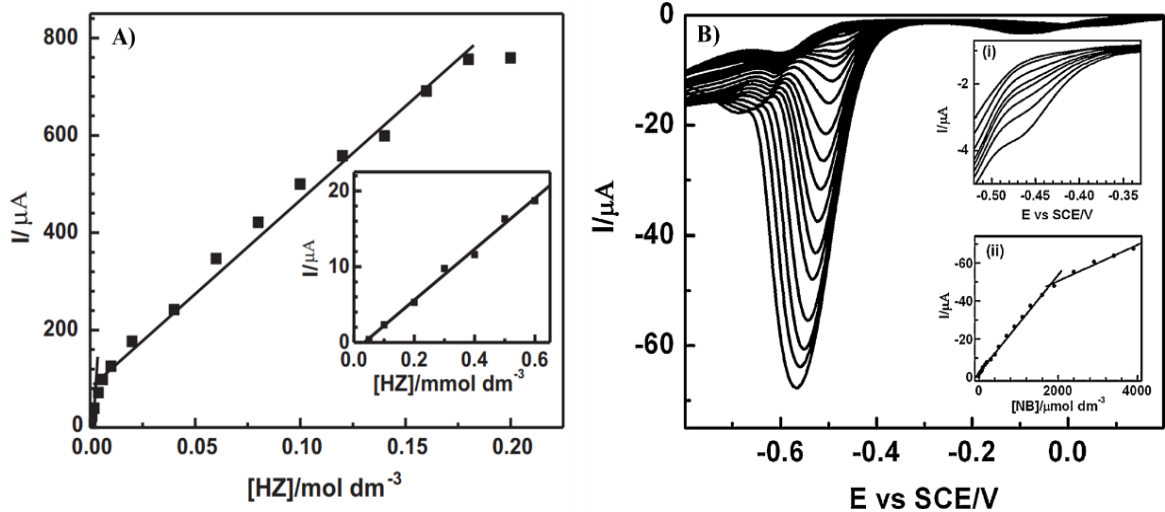 A)
800
600
400
200
0
I/μA
0.00
0.05
0.10
0.15
0.20
[HZ]/mol dm-3
20
10
0
I/μA
0.0
0.2
0.4
0.6
[HZ]/mmol dm-3
B)
0
-20
-40
-60
I/μA
-0.6
-0.4
-0.2
0.0
E vs SCE/V
(i)
-2
-4
I/μA
-0.50
-0.45
-0.40
-0.35
E vs SCE/V
(ii)
-60
-40
-20
0
I/μA
0
2000
4000
[NB]/μmol dm-3